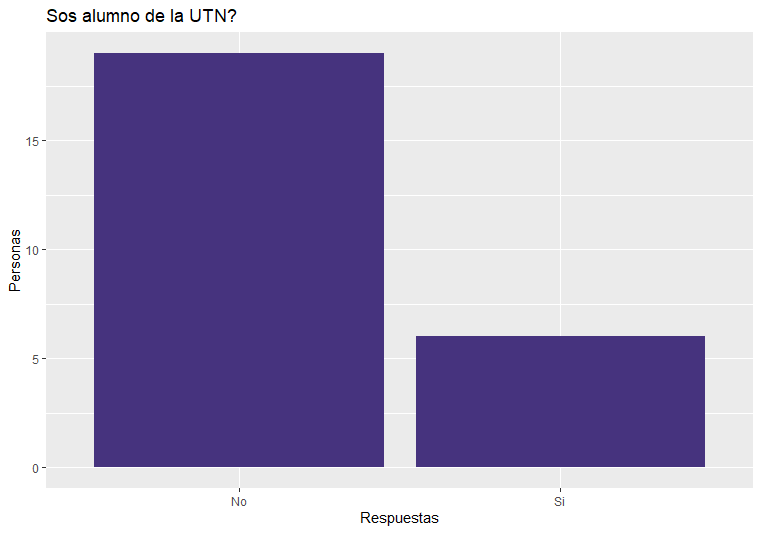 Sos alumno de la UTN?
Personas
15
10
5
0
No
Si
Respuestas